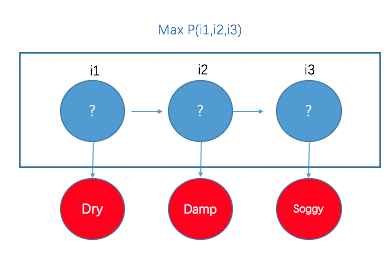 Max P(i1,i2,i3)
i1 i2 i3
? ? ?
Dry Damp Soggy